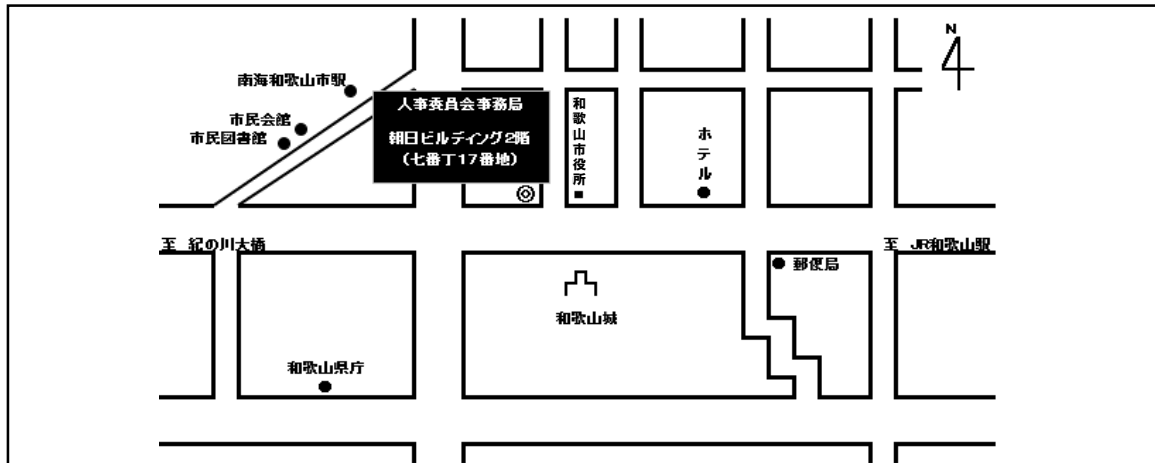 N
南海和歌山市駅
市民会館
市民図書館
人事委員会事務局
朝日ビルディング2階
(七番丁17番地)
和歌山市役所
ホテル
至 紀の川大橋
至 JR和歌山駅
郵便局
和歌山城
和歌山県庁